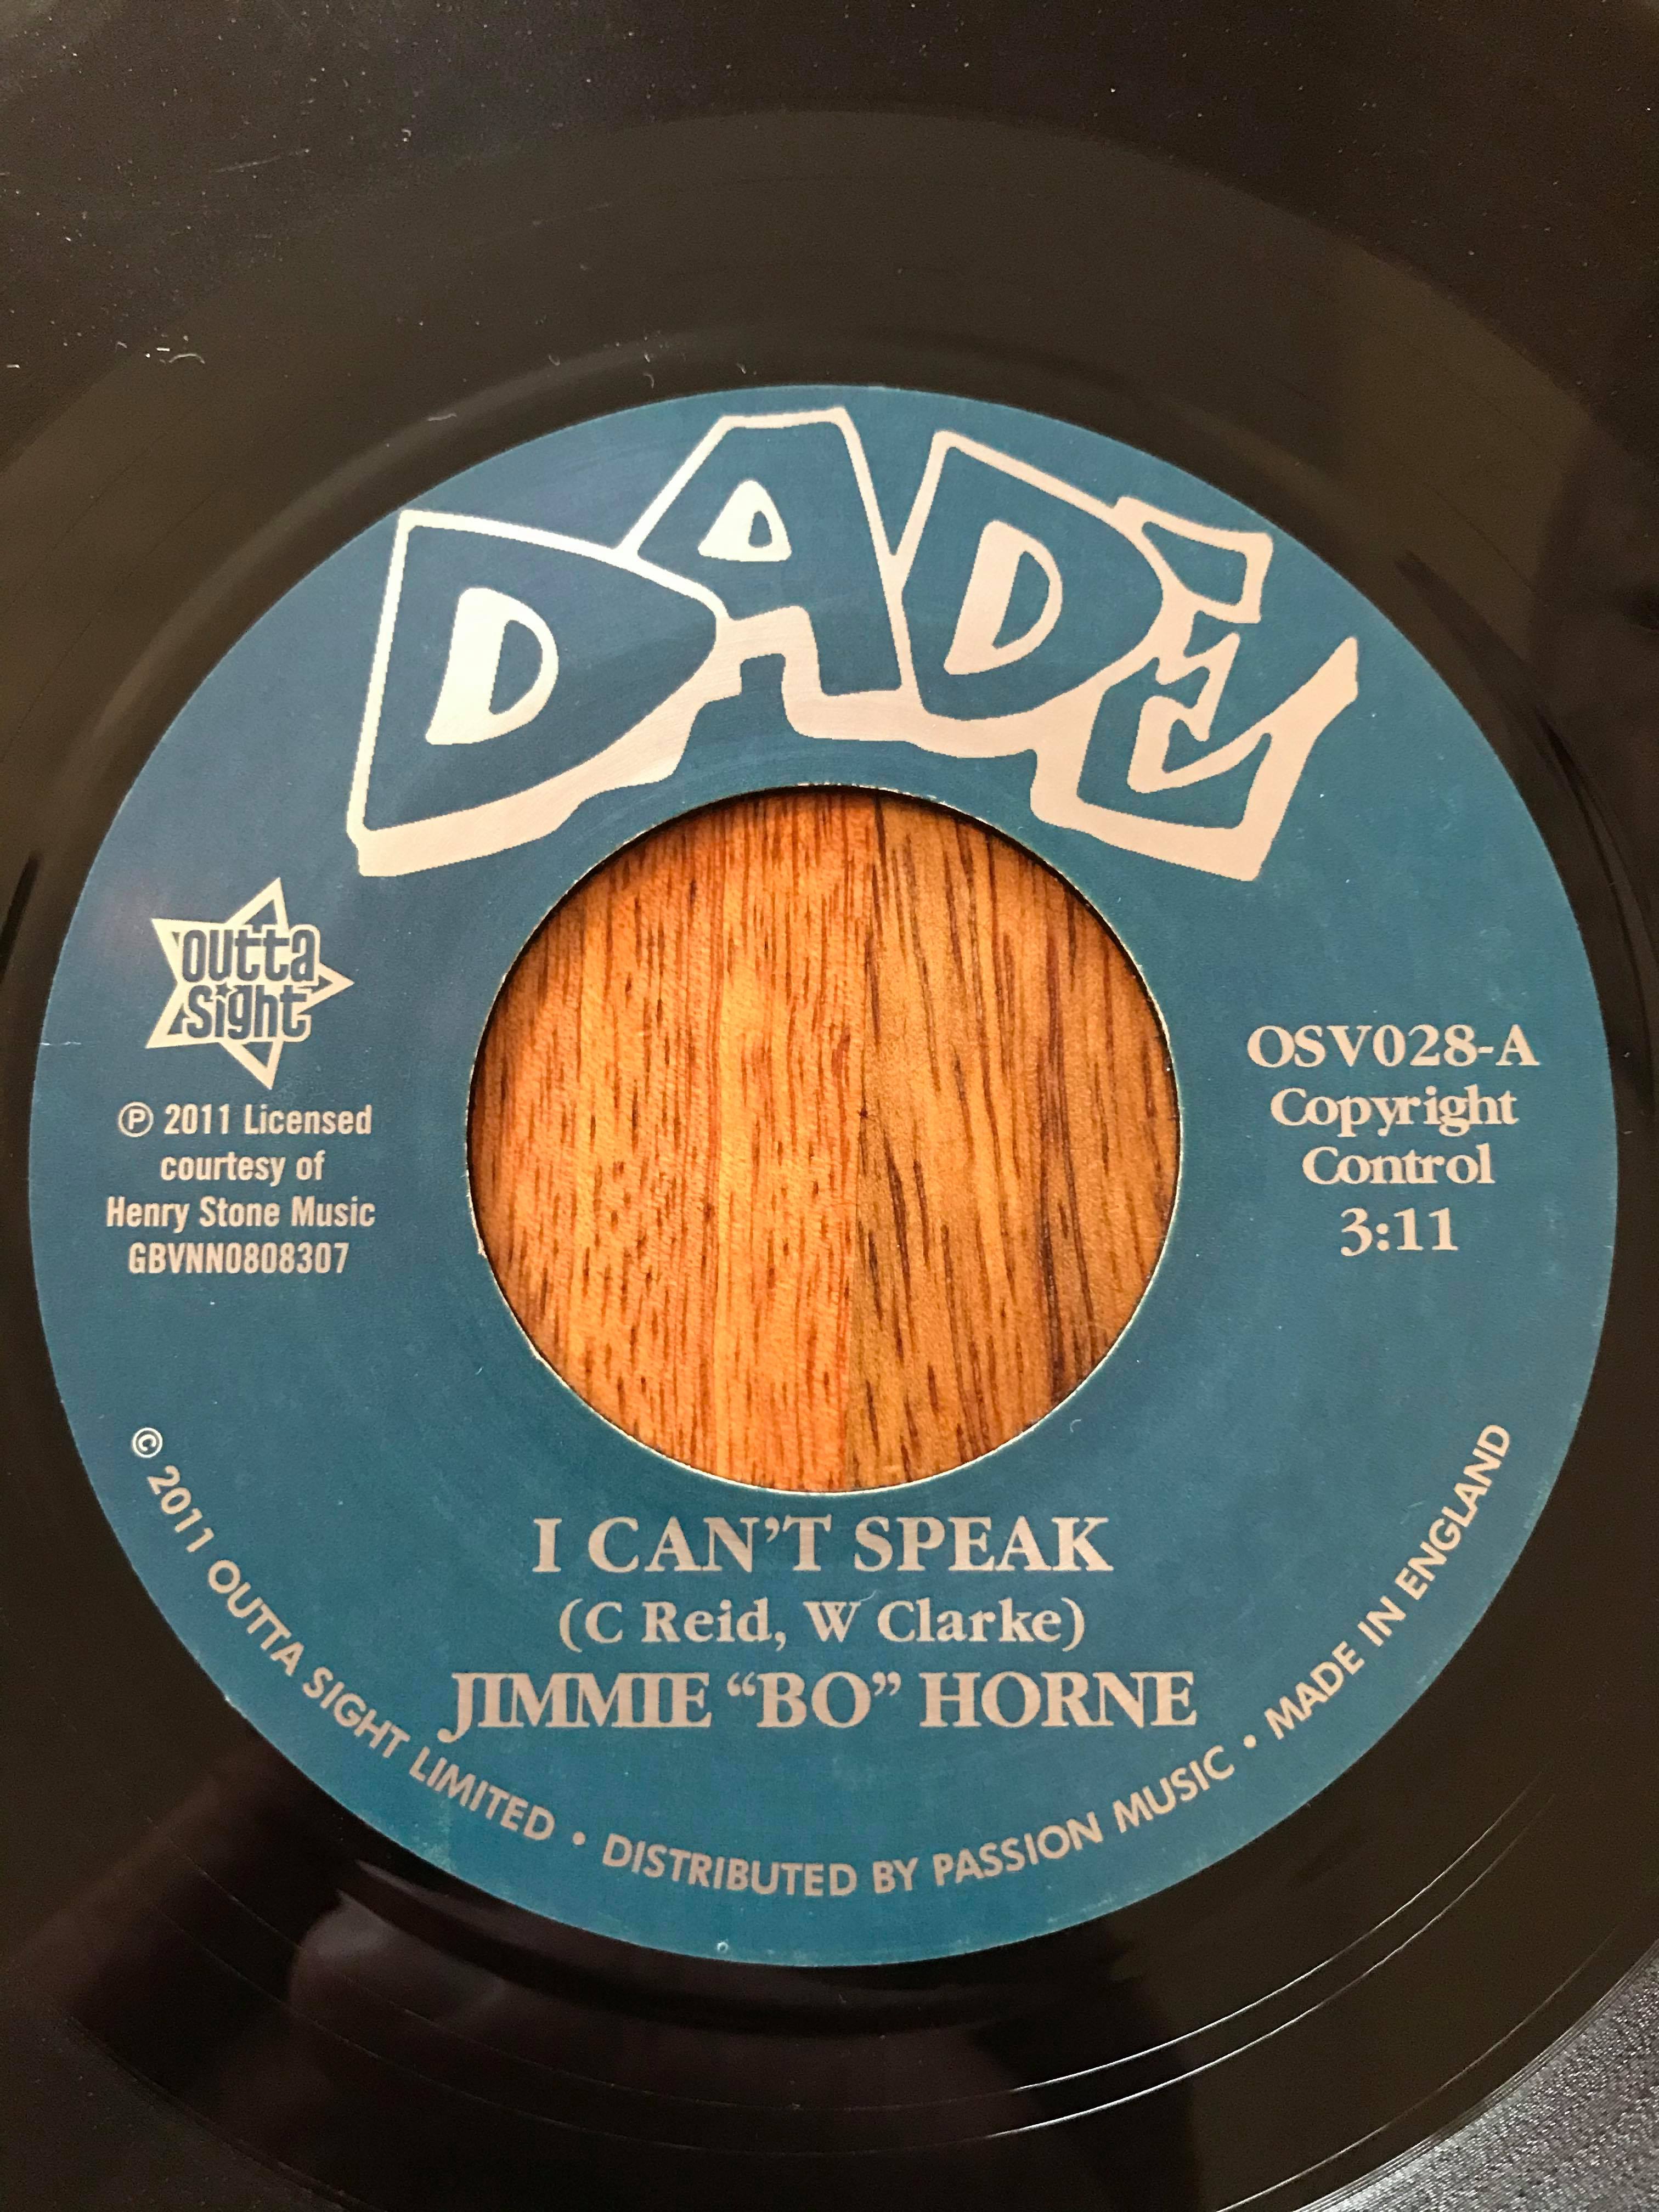 DADE
outta
sight
℗ 2011 Licensed
courtesy of
Henry Stone Music
GBVNN0808307
OSV028-A
Copyright
Control
3:11
I CAN'T SPEAK
(C Reid, W Clarke)
JIMMIE “BO” HORNE
© 2011 OUTTA SIGHT LIMITED • DISTRIBUTED BY PASSION MUSIC • MADE IN ENGLAND